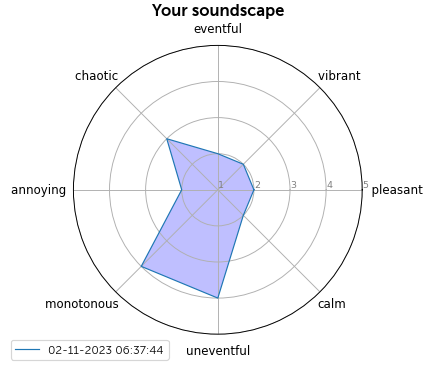 Your soundscape
eventful
chaotic
vibrant
annoying
1 2 3 4 5
pleasant
monotonous
calm
02-11-2023 06:37:44
uneventful